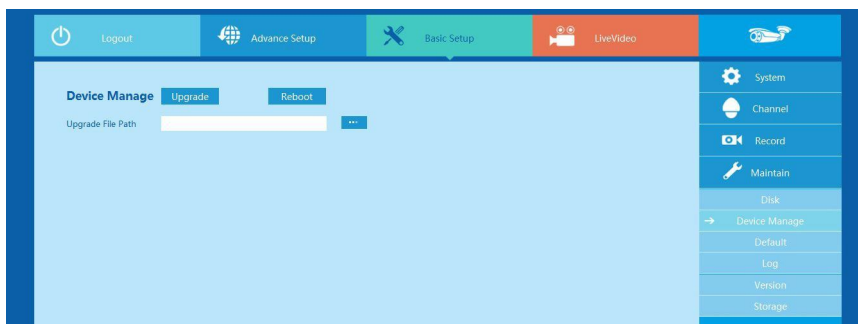 Logout
Advance Setup
Basic Setup
LiveVideo
Device Manage
Upgrade
Reboot
Upgrade File Path
...
System
Channel
Record
Maintain
Disk
Device Manage
Default
Log
Version
Storage